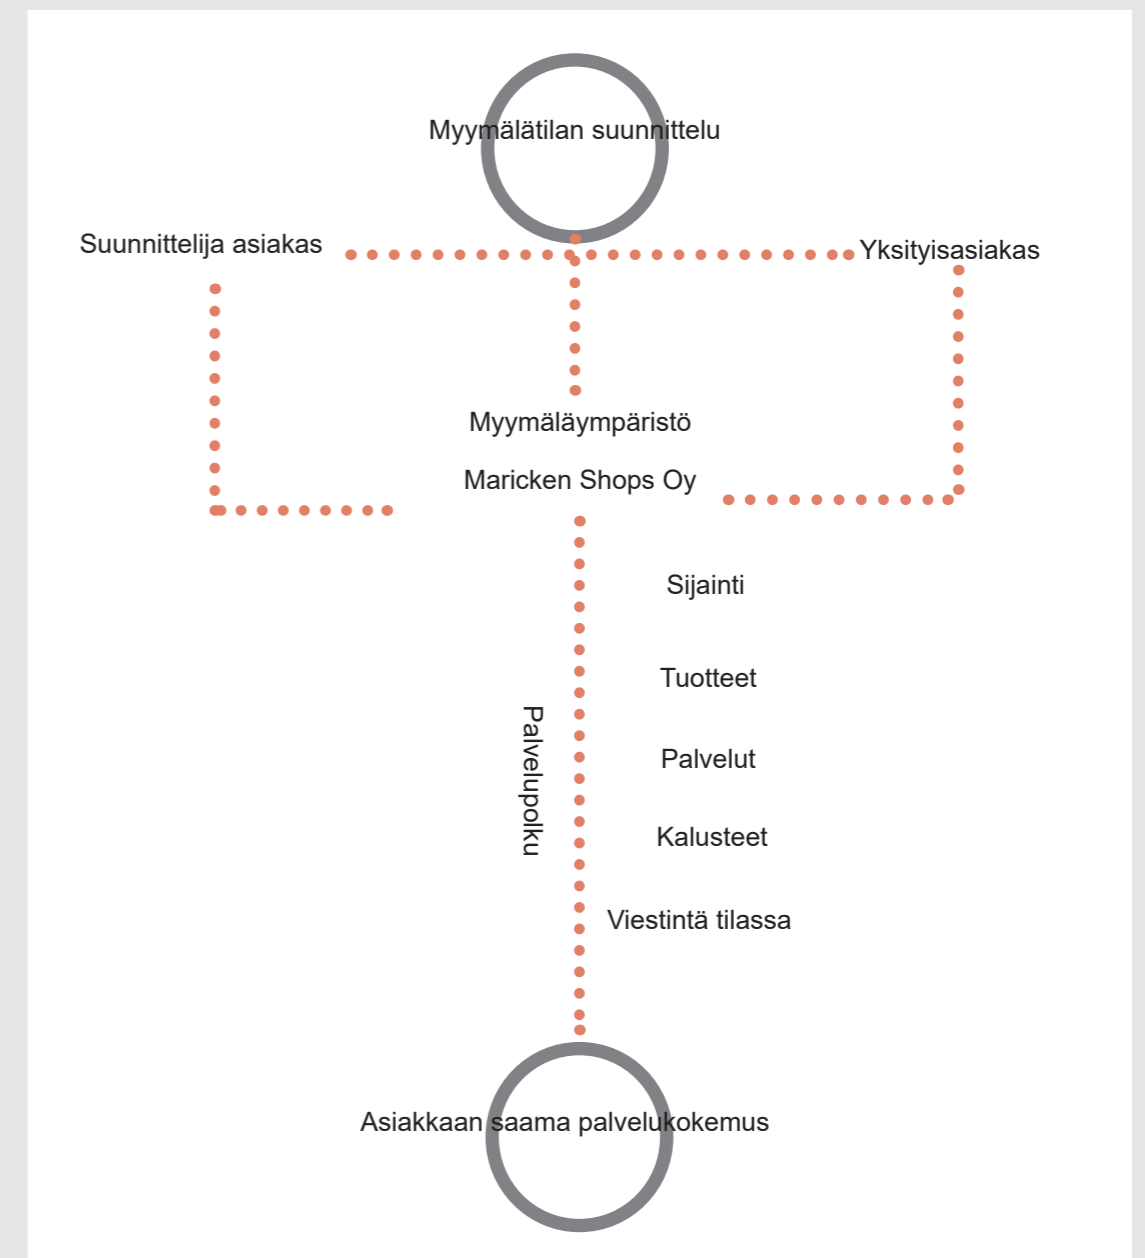 Myymälätilan suunnittelu
Suunnittelija asiakas
Yksityisasiakas
Myymäläympäristö
Maricken Shops Oy
Sijainti
Tuotteet
Palvelupolku
Palvelut
Kalusteet
Viestintä tilassa
Asiakkaan saama palvelukokemus